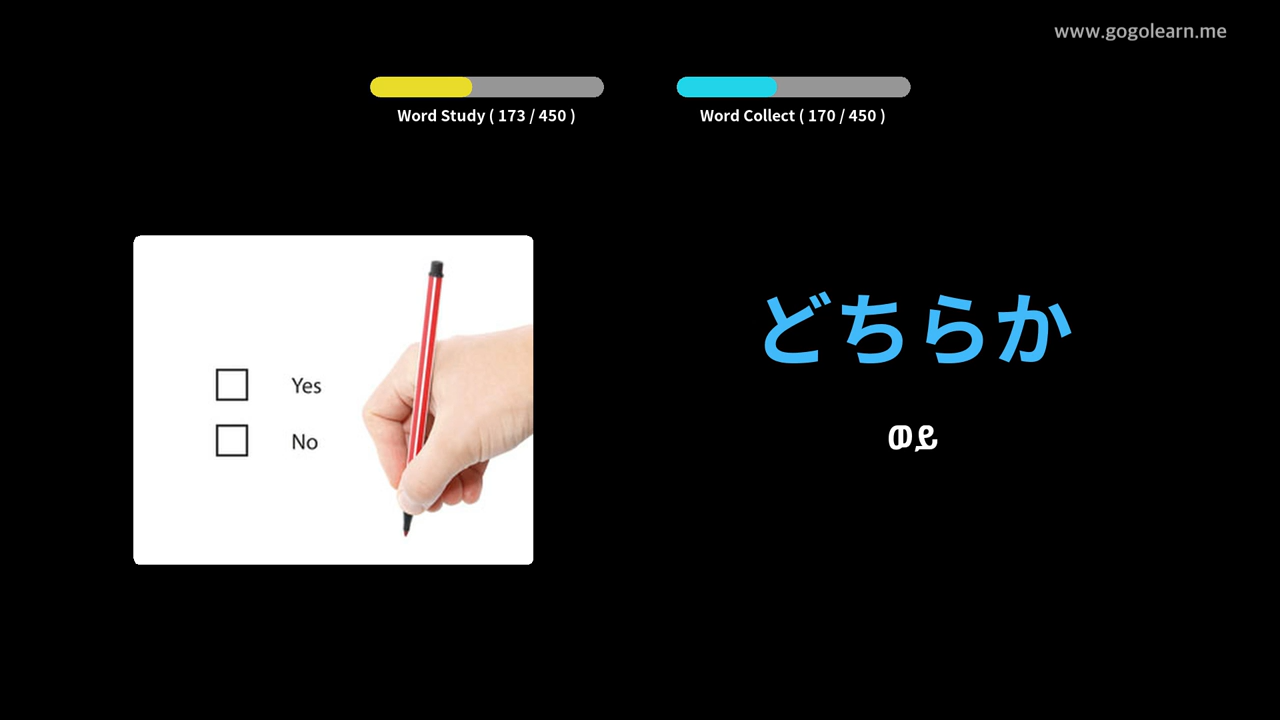 www.gogolearn.me
Word Study ( 173 / 450 )
Word Collect ( 170 / 450 )
Yes
No
どちらか
ወይ